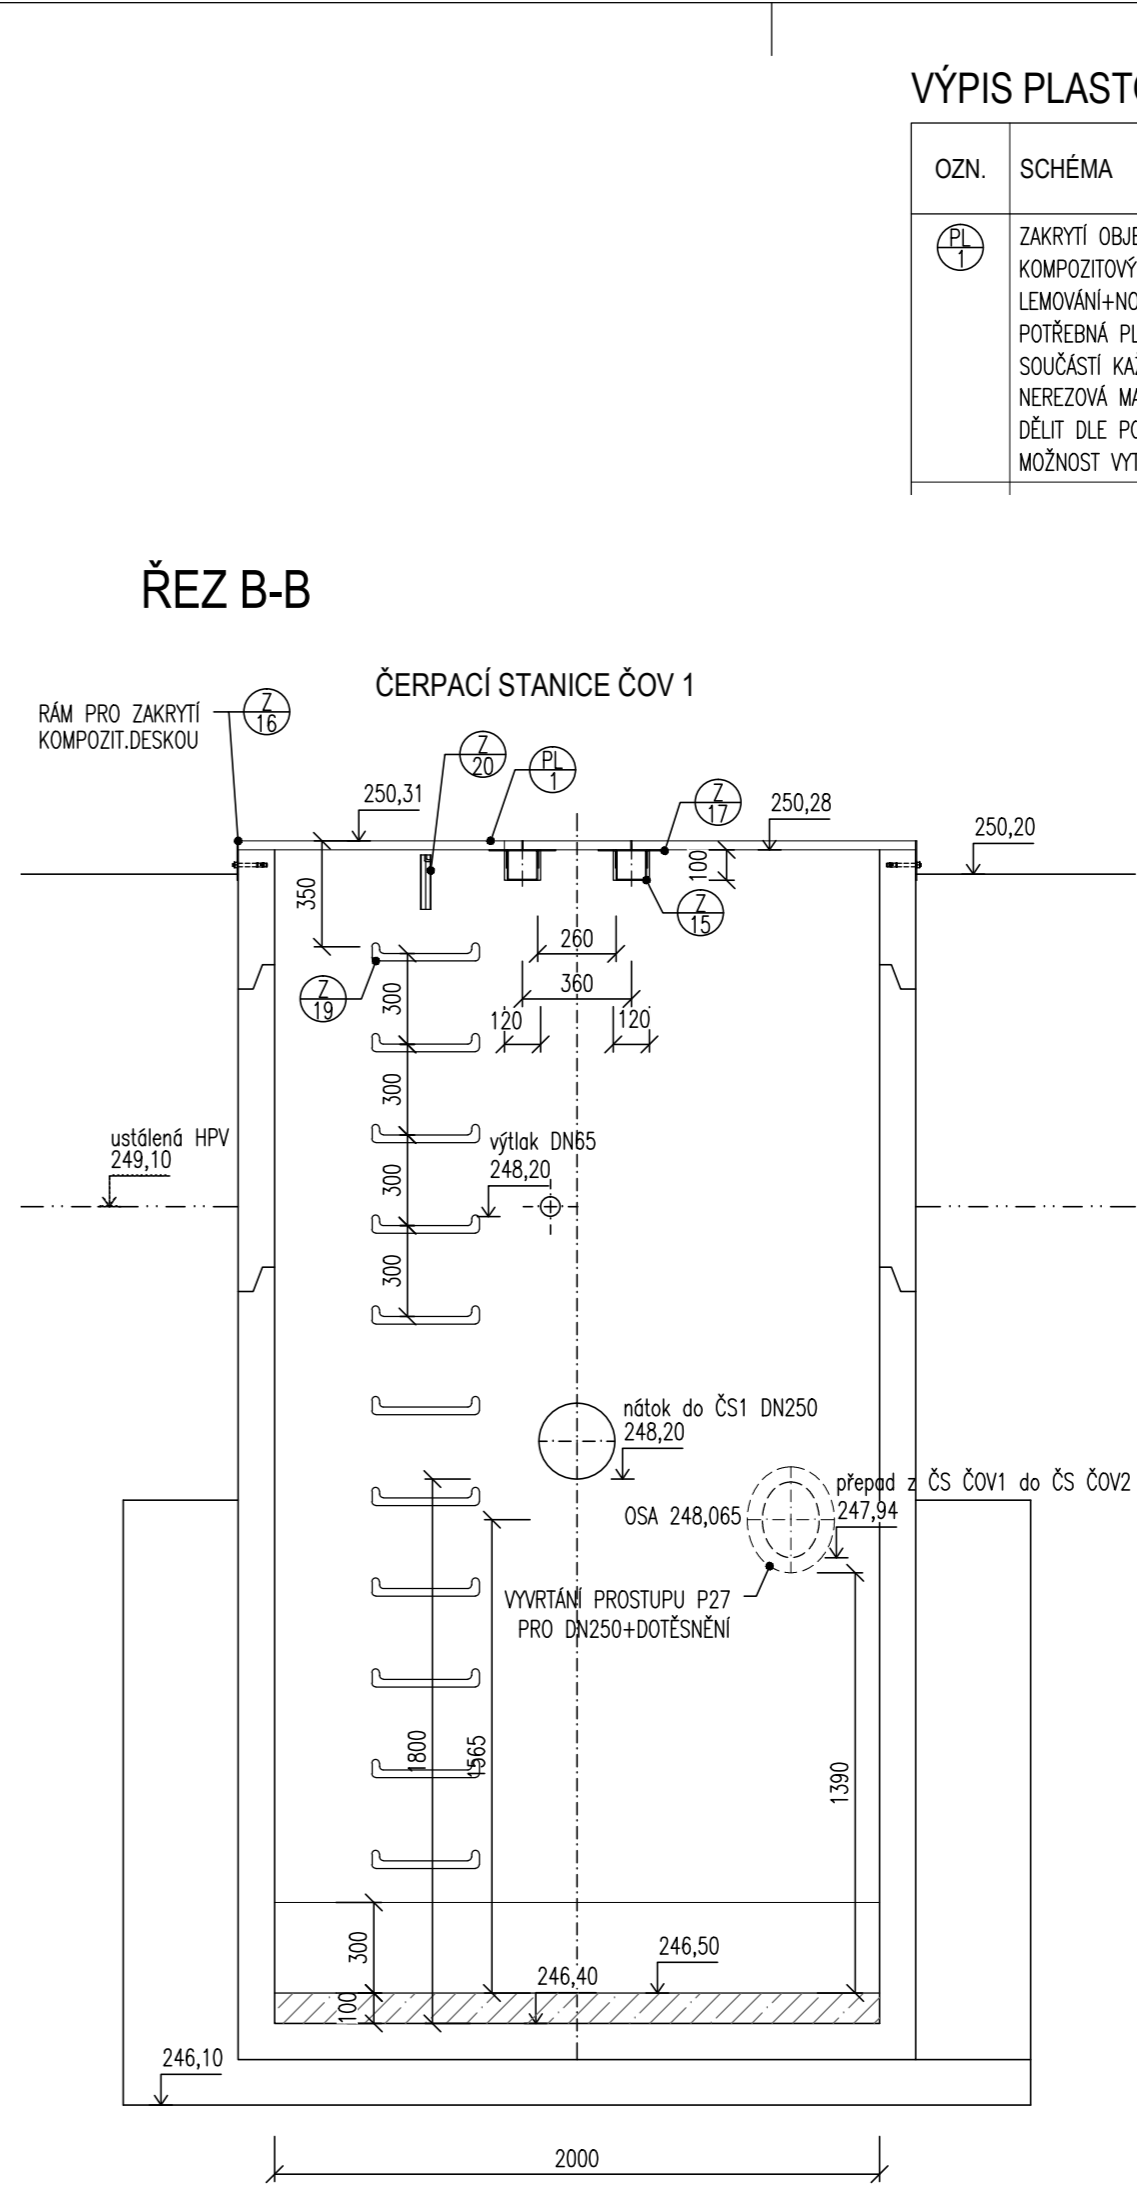 VÝPIS PLAST
OZN. SCHÉMA
PL
1
ZAKRYTÍ OBJE
KOMPOZITOVÝ
LEMOVÁNÍ+NO
POTŘEBNÁ PL
SOUČÁSTÍ KAŽ
NEREZOVÁ MA
DĚLIT DLE PO
MOŽNOST VYT
ŘEZ B-B
ČERPACÍ STANICE ČOV 1
RÁM PRO ZAKRYTÍ
KOMPOZIT.DESKOU
Z
16
Z
20
PL
1
250,31
Z
17
250,28
250,20
350
100
Z
15
260
Z
19
300
360
120
120
300
ustálená HPV
249,10
výtlak DN65
248,20
300
300
nátok do ČS1 DN250
248,20
přepad z ČS ČOV1 do ČS ČOV2
247,94
OSA 248,065
VYVRTÁNÍ PROSTUPU P27
PRO DN250+DOTĚSNĚNÍ
1800
1565
1390
300
246,50
246,40
100
246,10
2000